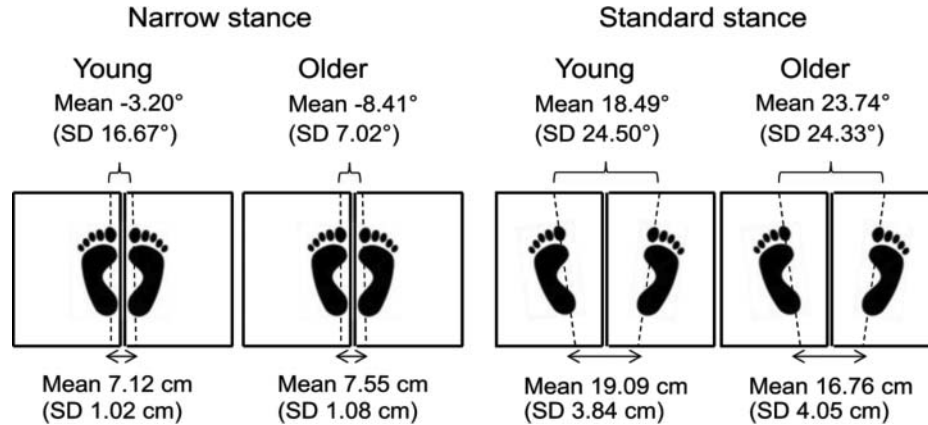 Narrow stance
Standard stance
Young
Older
Young
Older
Mean -3.20°
(SD 16.67°)
Mean -8.41°
(SD 7.02°)
Mean 18.49°
(SD 24.50°)
Mean 23.74°
(SD 24.33°)
Mean 7.12 cm
(SD 1.02 cm)
Mean 7.55 cm
(SD 1.08 cm)
Mean 19.09 cm
(SD 3.84 cm)
Mean 16.76 cm
(SD 4.05 cm)